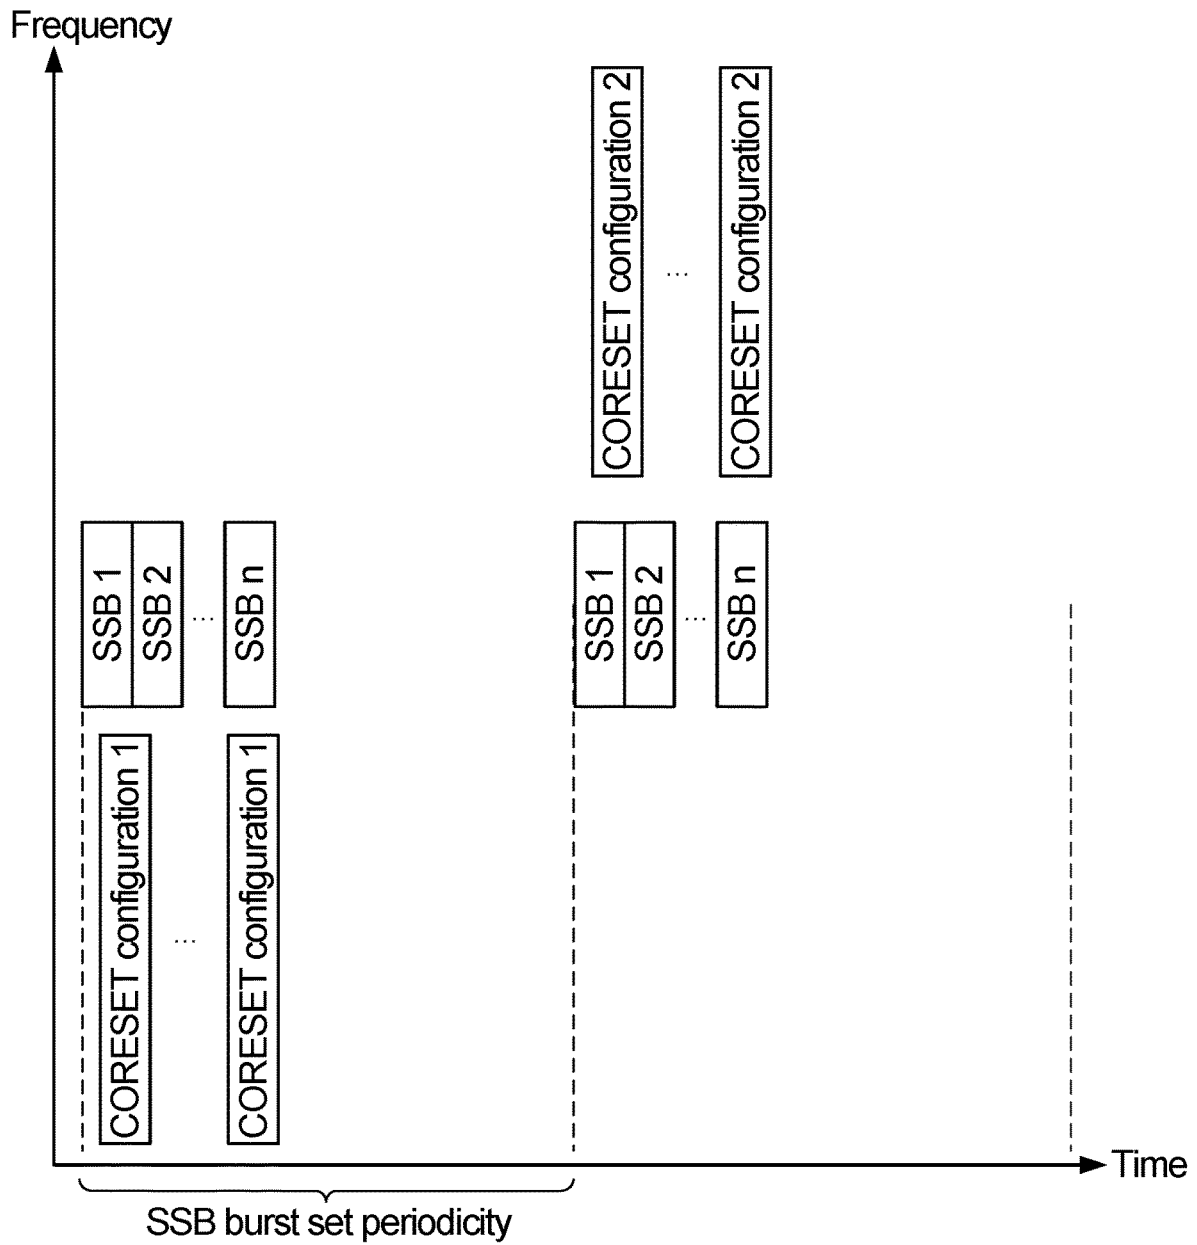 Frequency
CORESET configuration 2
...
CORESET configuration 2
SSB 1
SSB 2
...
SSB n
SSB 1
SSB 2
...
SSB n
CORESET configuration 1
...
CORESET configuration 1
Time
SSB burst set periodicity